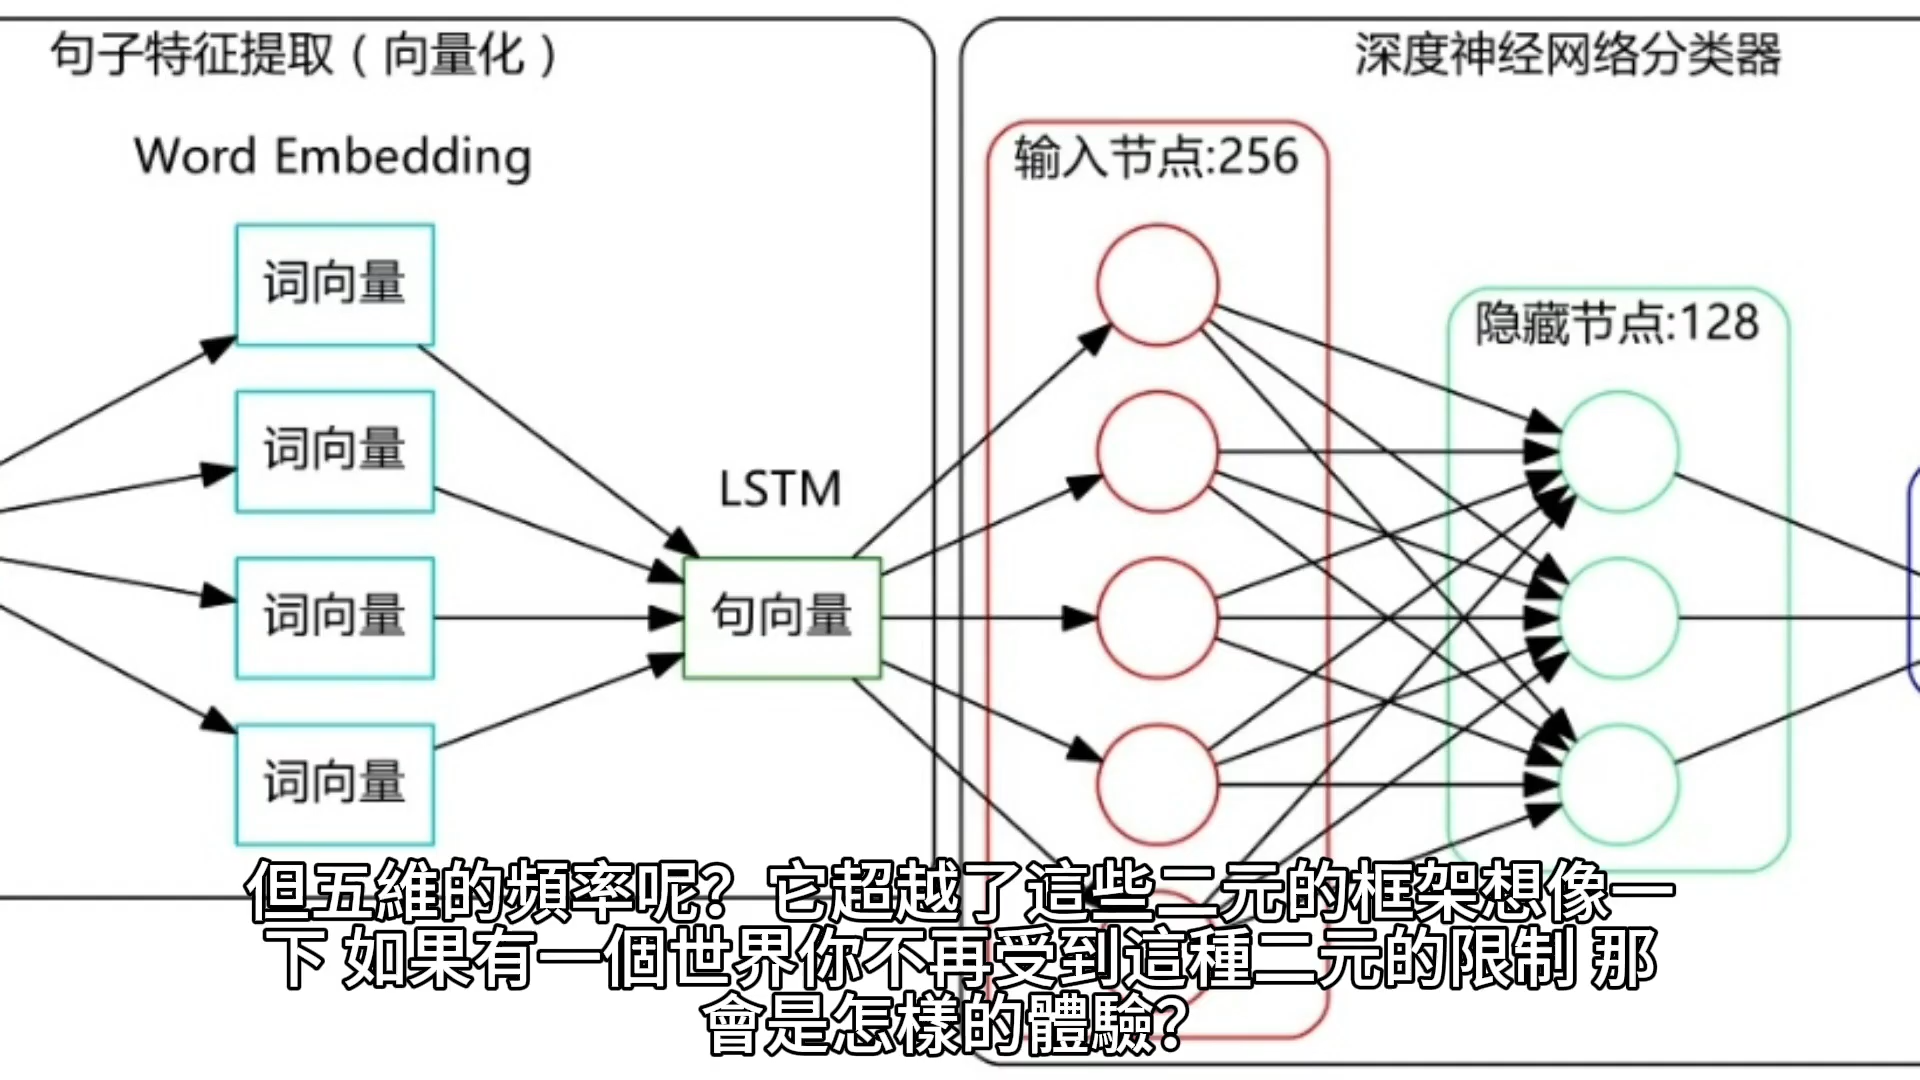 句子特征提取（向量化）
深度神经网络分类器
Word Embedding
输入节点:256
词向量
隐藏节点:128
词向量
LSTM
词向量
句向量
词向量
但五維的頻率呢？它超越了這些二元的框架想像一
下 如果有一個世界你不再受到這種二元的限制 那
會是怎樣的體驗？